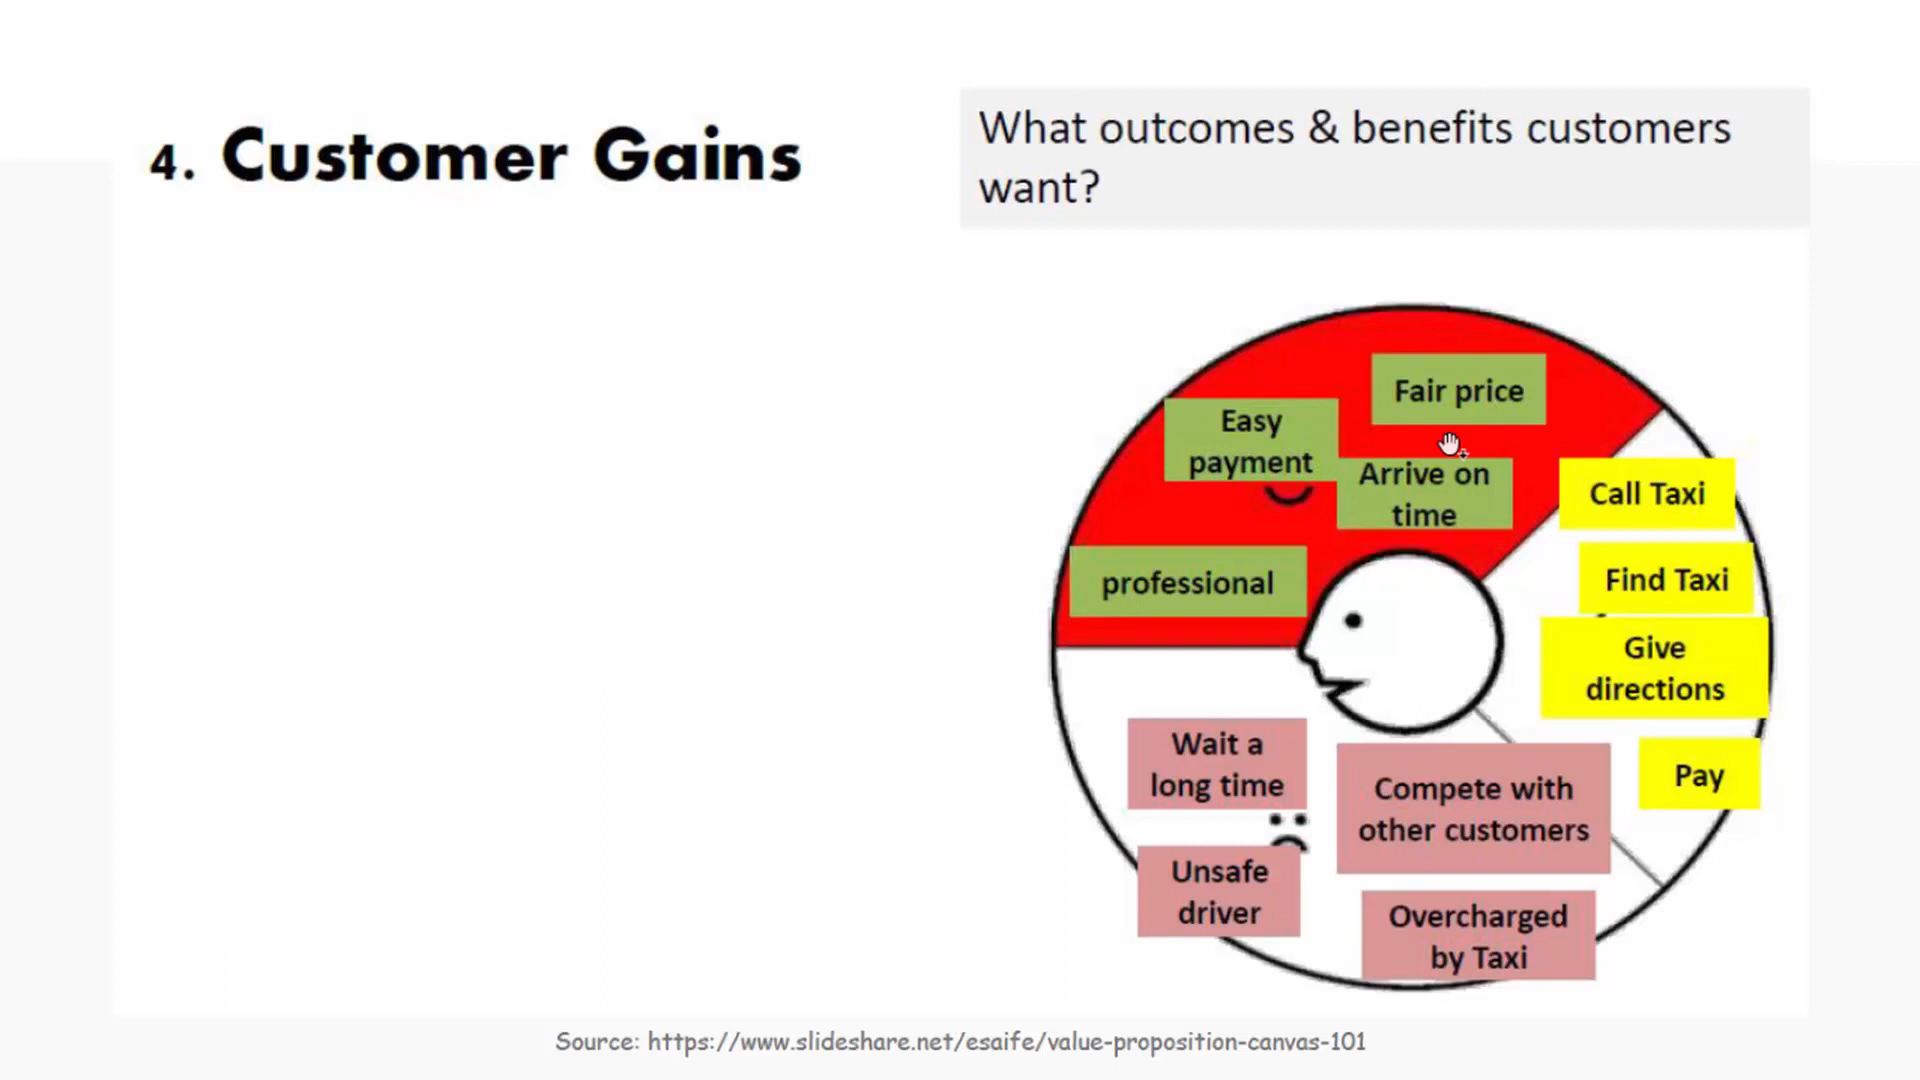 4. Customer Gains
What outcomes & benefits customers
want?
Fair price
Easy
payment
Arrive on
time
professional
Call Taxi
Find Taxi
Give
directions
Pay
Wait a
long time
Compete with
other customers
Unsafe
driver
Overcharged
by Taxi
Source: https://www.slideshare.net/esaife/value-proposition-canvas-101